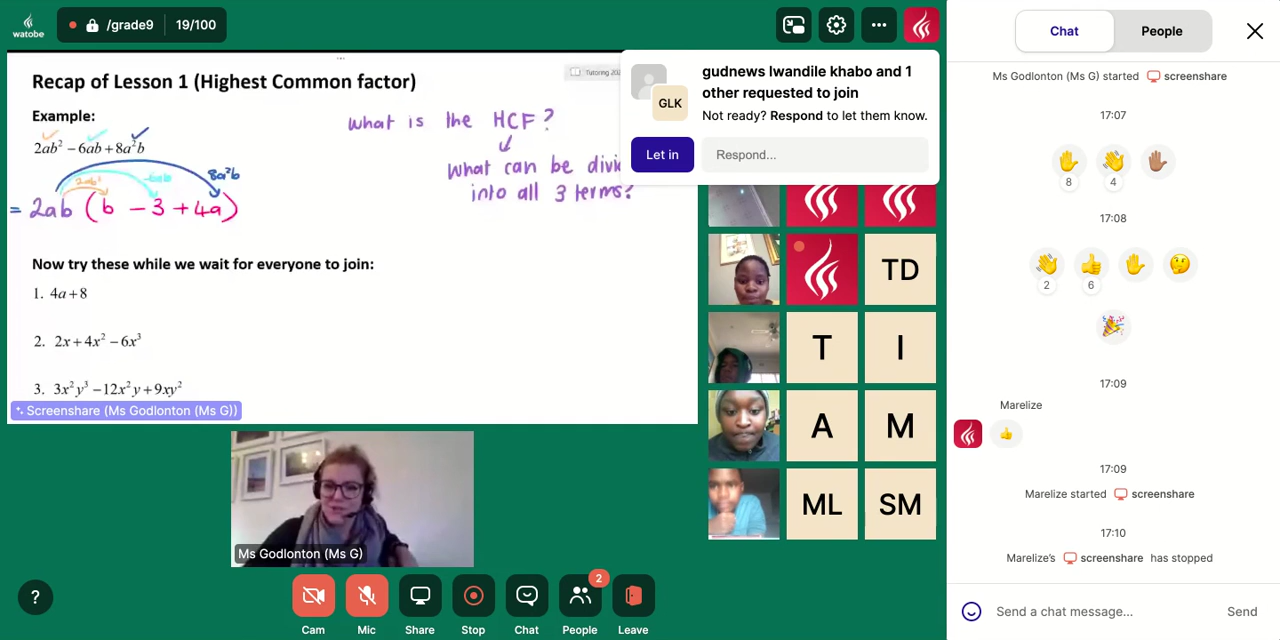 watobe
/grade9
19/100
Recap of Lesson 1 (Highest Common factor)
Example:
2ab² − 6ab + 8a²b
2ab²
-6ab
8a²b
= 2ab (b - 3 + 4a)
What is the HCF?
What can be
into all 3 terms?
Now try these while we wait for everyone to join:
1. 4a + 8
2. 2x + 4x² − 6x³
3. 3x²y³ − 12x²y + 9xy²
Screenshare (Ms Godlonton (Ms G))
Tutoring
GLK
gudnews lwandile khabo and 1
other requested to join
Not ready? Respond to let them know.
Let in
Respond...
TD
T
I
A
M
ML
SM
Ms Godlonton (Ms G)
?
2
Cam
Mic
Share
Stop
Chat
People
Leave
Chat
People
Ms Godlonton (Ms G) started screenshare
17:07
8
4
17:08
2
6
17:09
Marelize
17:09
Marelize started screenshare
17:10
Marelize's screenshare has stopped
Send a chat message...
Send